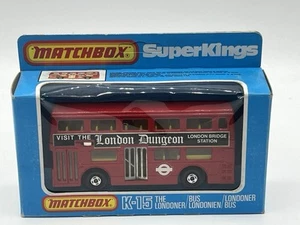 MATCHBOX SuperKings
VISIT THE London Dungeon LONDON BRIDGE
STATION
MATCHBOX K-15 THE LONDONER/BUS LONDONIEN/LONDONER BUS